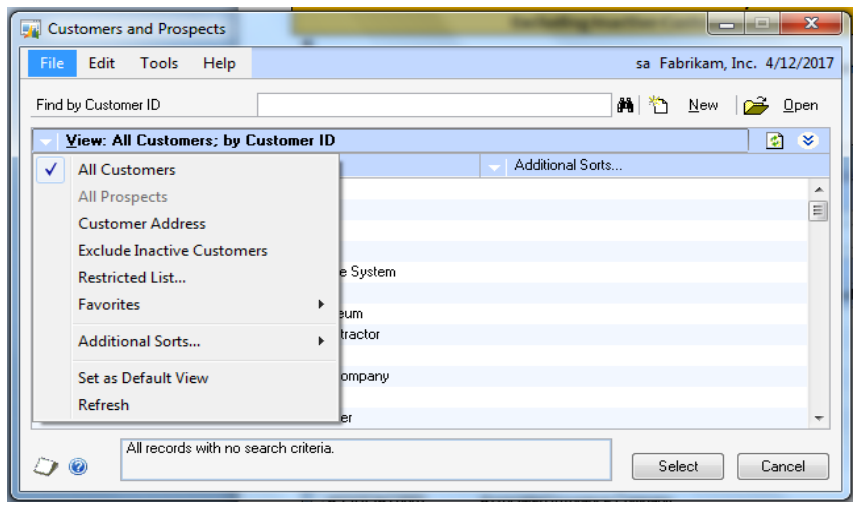 Customers and Prospects
File Edit Tools Help
sa Fabrikam, Inc. 4/12/2017
Find by Customer ID
New
Open
View: All Customers; by Customer ID
Additional Sorts...
All Customers
All Prospects
Customer Address
Exclude Inactive Customers
Restricted List...
Favorites
Additional Sorts...
Set as Default View
Refresh
e System
eum
tractor
ompany
er
All records with no search criteria.
Select
Cancel